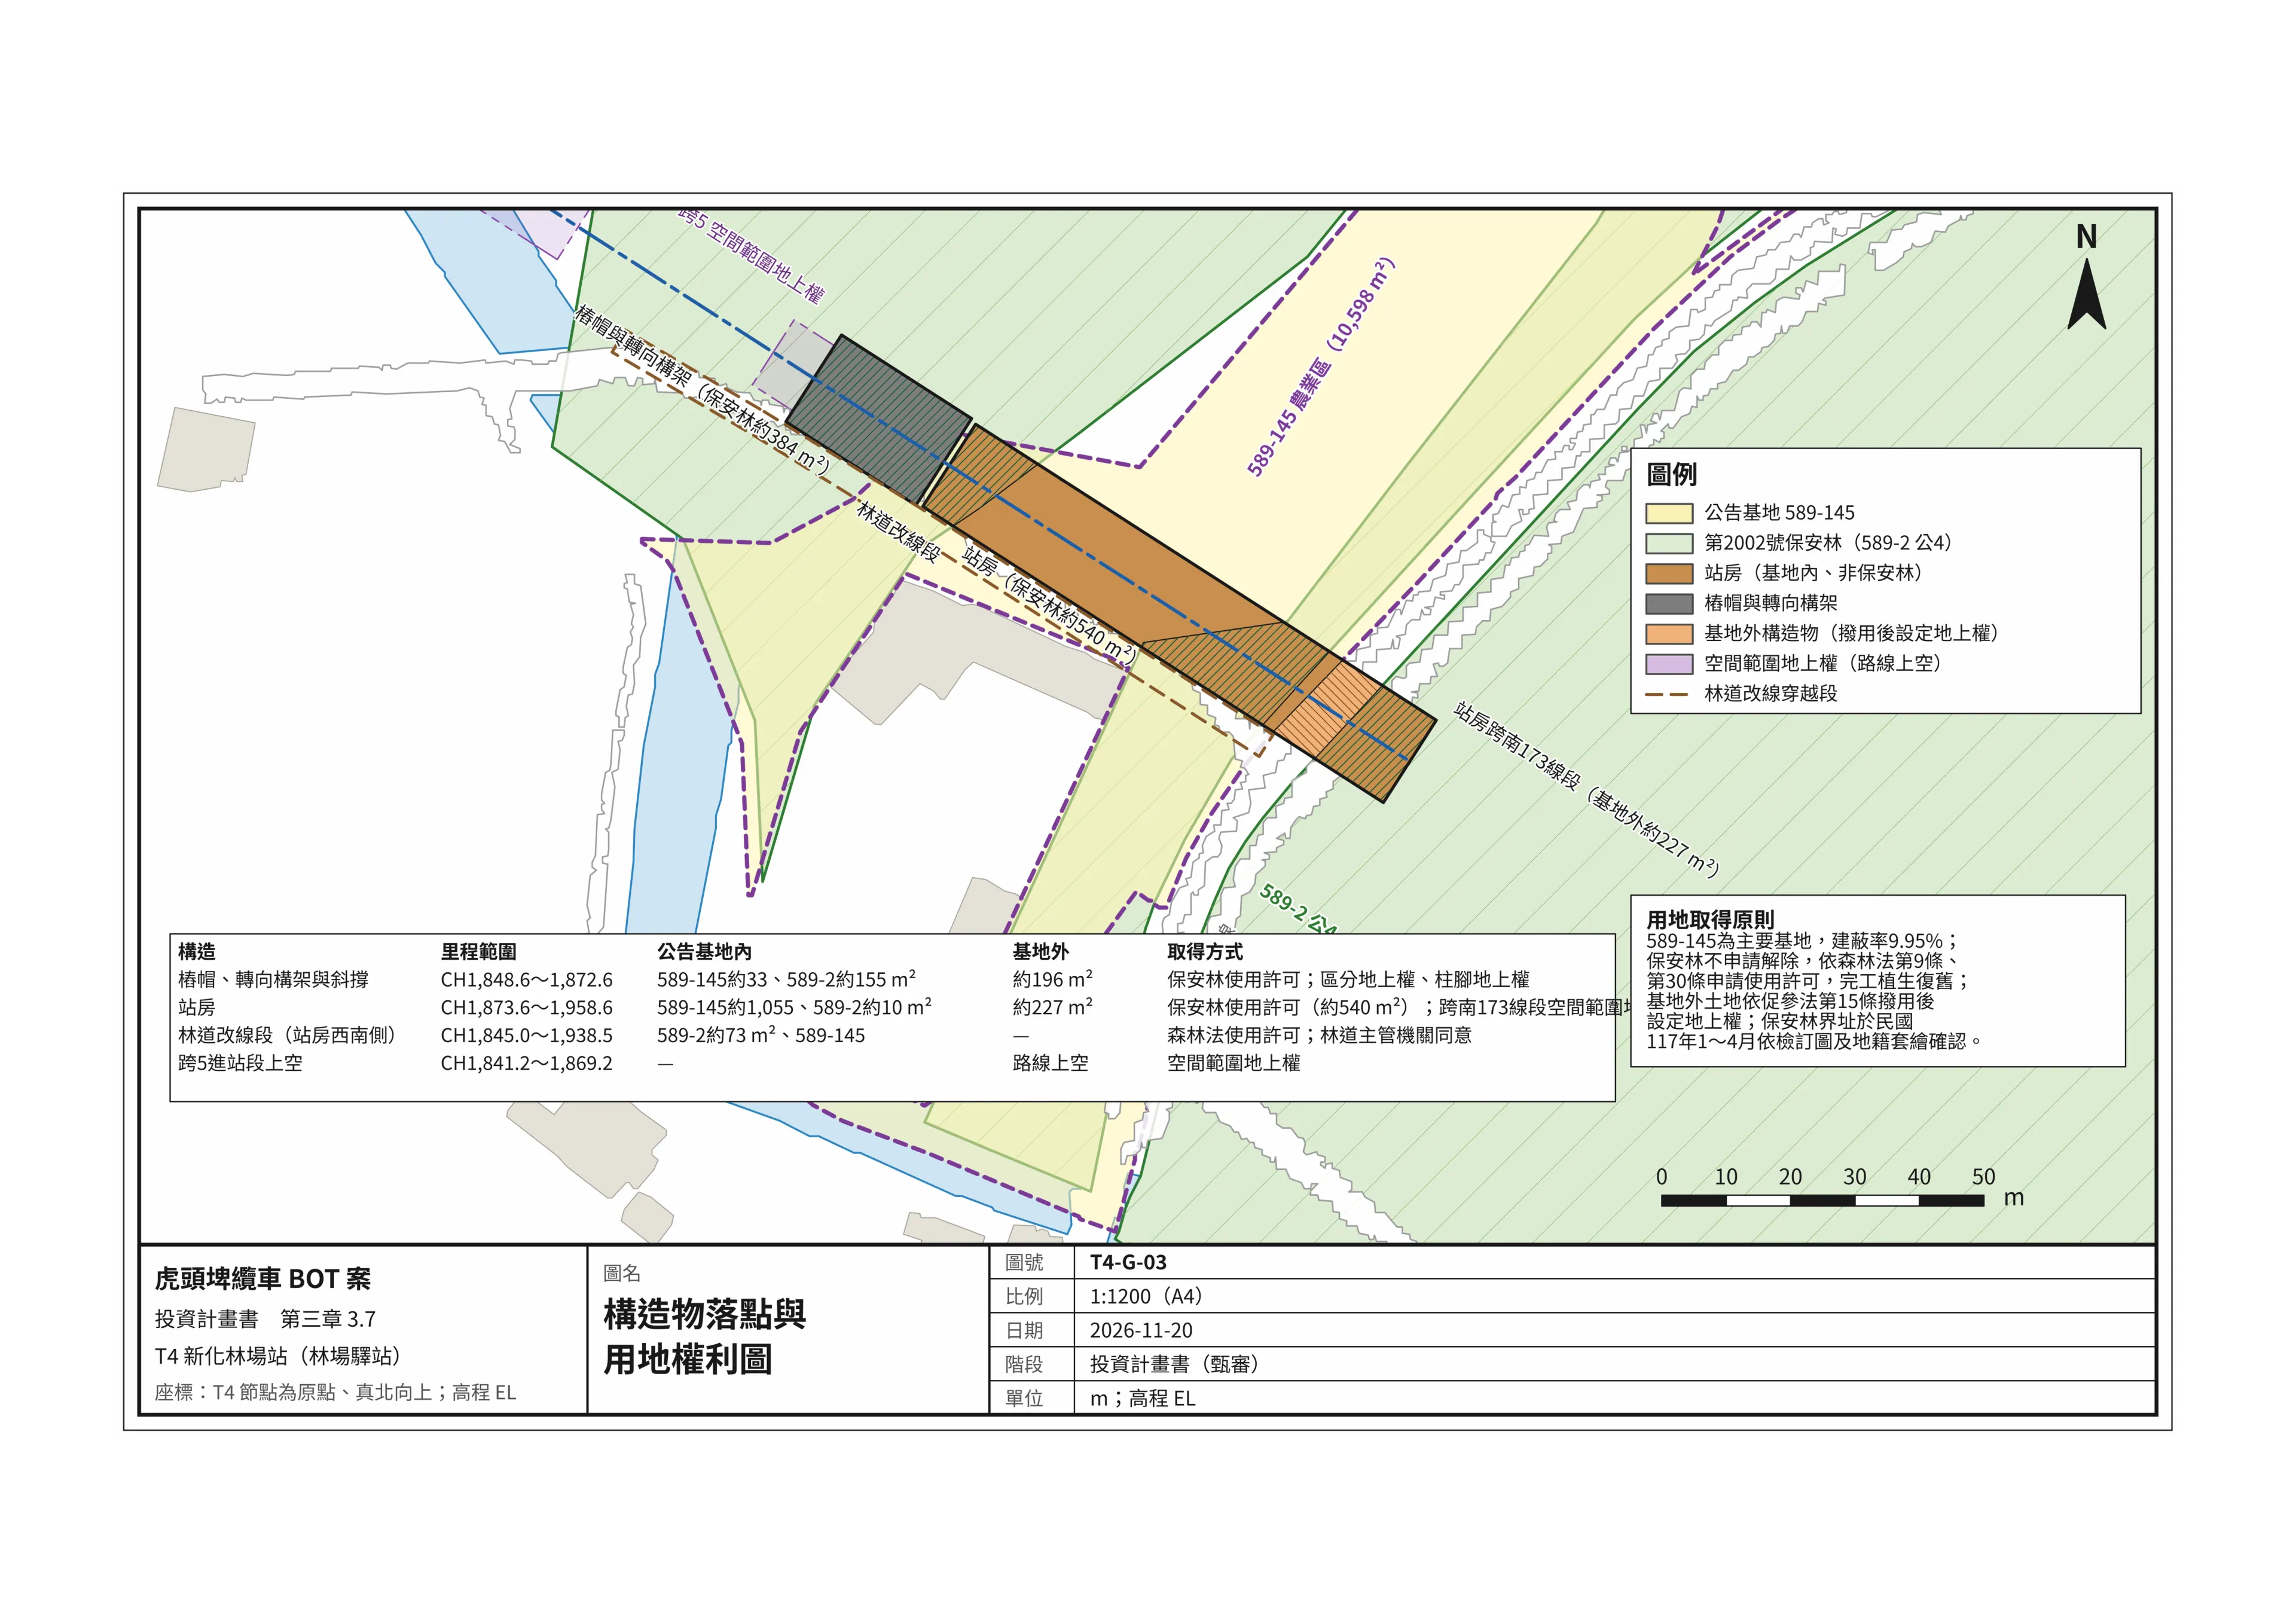 跨5 空間範圍地上權
N
樁帽與轉向構架（保安林約384 m²）
589-145 農業區（10,598 m²）
林道改線段
站房（保安林約540 m²）
站房跨南173線段（基地外約227 m²）
589-2 公4
圖例
公告基地 589-145
第2002號保安林（589-2 公4）
站房（基地內、非保安林）
樁帽與轉向構架
基地外構造物（撥用後設定地上權）
空間範圍地上權（路線上空）
林道改線穿越段
構造 里程範圍 公告基地內 基地外 取得方式
樁帽、轉向構架與斜撐 CH1,848.6～1,872.6 589-145約33、589-2約155 m² 約196 m² 保安林使用許可；區分地上權、柱腳地上權
站房 CH1,873.6～1,958.6 589-145約1,055、589-2約10 m² 約227 m² 保安林使用許可（約540 m²）；跨南173線段空間範圍
林道改線段（站房西南側） CH1,845.0～1,938.5 589-2約73 m²、589-145 — 森林法使用許可；林道主管機關同意
跨5進站段上空 CH1,841.2～1,869.2 — 路線上空 空間範圍地上權
用地取得原則
589-145為主要基地，建蔽率9.95%；
保安林不申請解除，依森林法第9條、
第30條申請使用許可，完工植生復舊；
基地外土地依促參法第15條撥用後
設定地上權；保安林界址於民國
117年1～4月依檢訂圖及地籍套繪確認。
0 10 20 30 40 50 m
虎頭埤纜車 BOT 案
投資計畫書　第三章 3.7
T4 新化林場站（林場驛站）
座標：T4 節點為原點、真北向上；高程 EL
圖名
構造物落點與
用地權利圖
圖號 T4-G-03
比例 1:1200（A4）
日期 2026-11-20
階段 投資計畫書（甄審）
單位 m；高程 EL